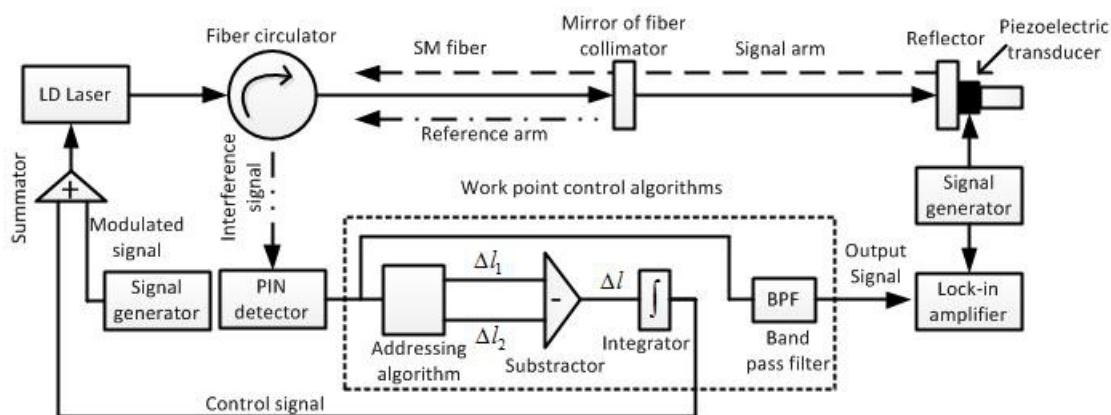 Fiber circulator
SM fiber
Mirror of fiber
collimator
Signal arm
Reflector
Piezoelectric
transducer
LD Laser
Reference arm
Summator
+
Modulated
signal
Interference
signal
Work point control algorithms
Signal
generator
Signal
generator
PIN
detector
Δl₁
Δl₂
-
Δl
∫
BPF
Output
Signal
Lock-in
amplifier
Addressing
algorithm
Substractor
Integrator
Band
pass filter
Control signal